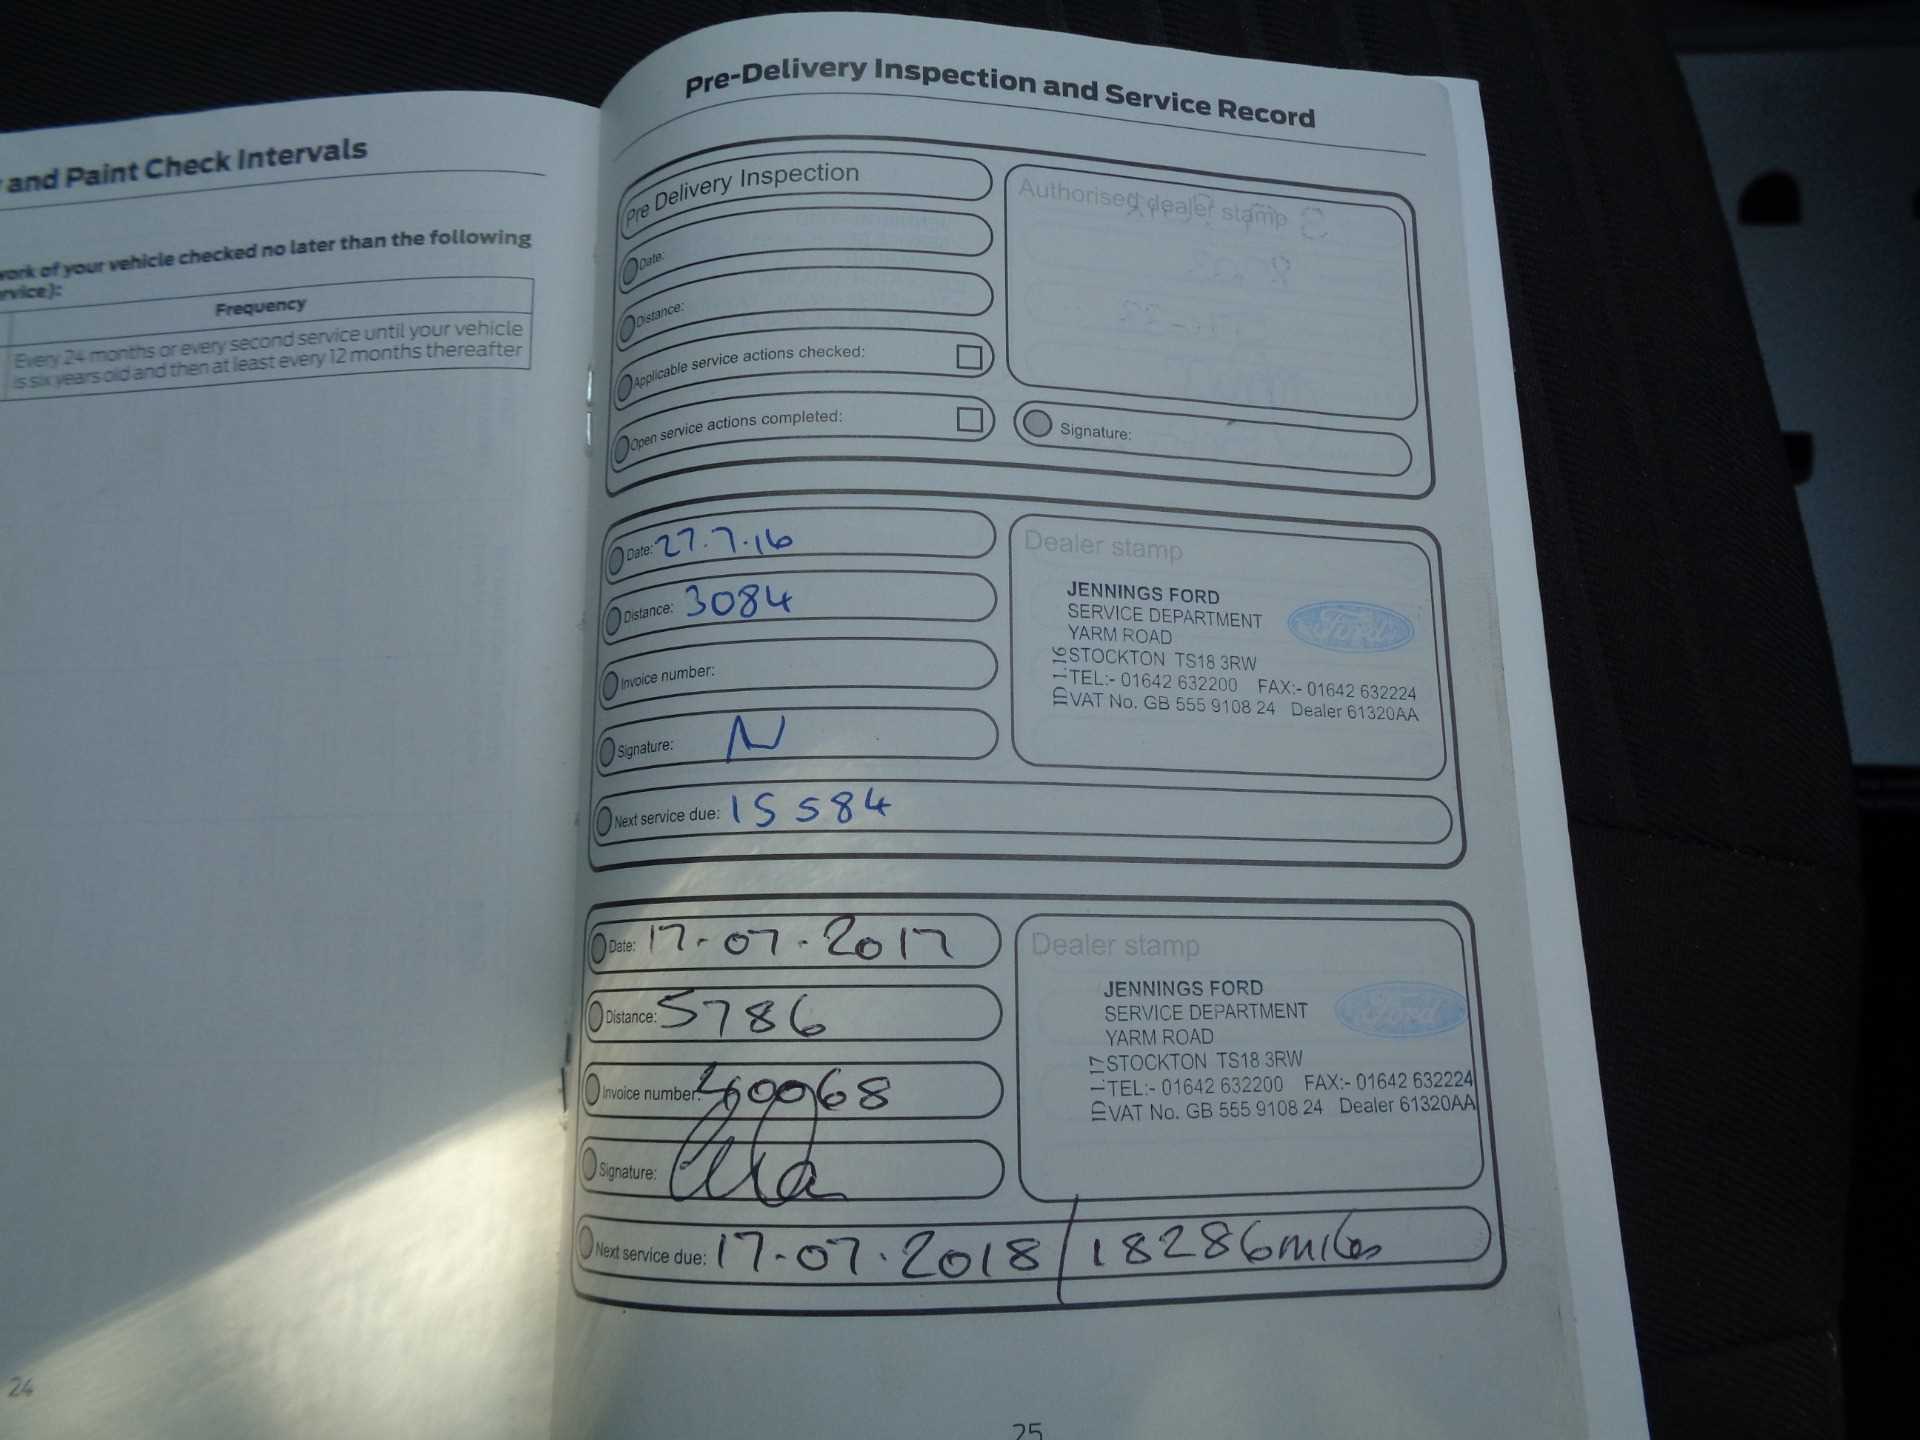 and Paint Check Intervals
work of your vehicle checked no later than the following
Frequency
Every 24 months or every second service until your vehicle
is six years old and then at least every 12 months thereafter
24
Pre-Delivery Inspection and Service Record
Pre Delivery Inspection
Date:
Distance:
Applicable service actions checked:
Open service actions completed:
Authorised dealer stamp
Signature:
Date: 27.7.16
Distance: 3084
Invoice number:
Signature:
Next service due: 15584
Dealer stamp
JENNINGS FORD
SERVICE DEPARTMENT
YARM ROAD
STOCKTON TS18 3RW
TEL:- 01642 632200 FAX:- 01642 632224
VAT No. GB 555 9108 24 Dealer 61320AA
Ford
Date: 17-07-2017
Distance: 5786
Invoice number: 40068
Signature:
Next service due: 17-07-2018 / 18286 miles
Dealer stamp
JENNINGS FORD
SERVICE DEPARTMENT
YARM ROAD
STOCKTON TS18 3RW
TEL:- 01642 632200 FAX:- 01642 632224
VAT No. GB 555 9108 24 Dealer 61320AA
Ford
25